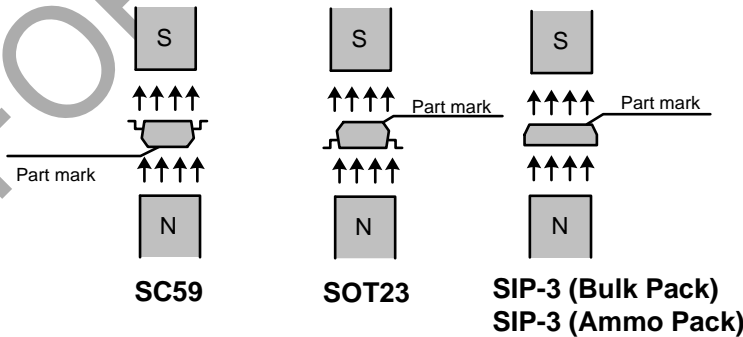 S
S
S
Part mark
Part mark
Part mark
N
N
N
SC59
SOT23
SIP-3 (Bulk Pack)
SIP-3 (Ammo Pack)